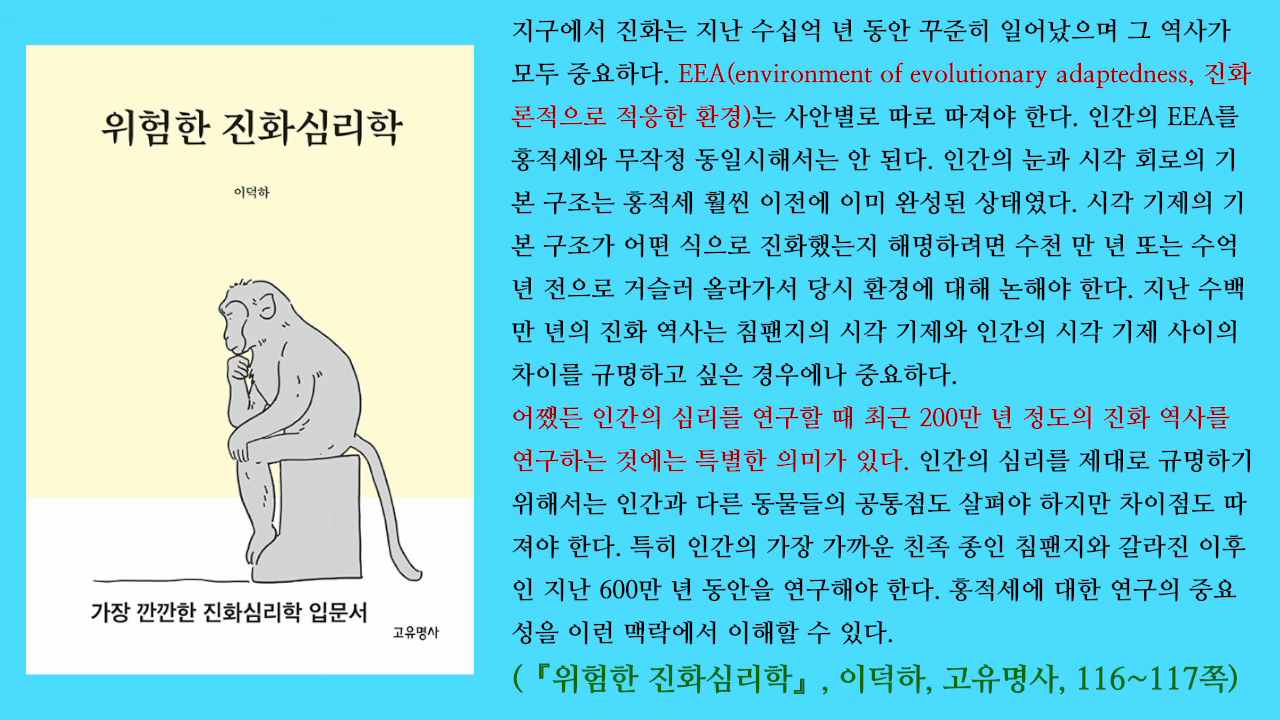 위험한 진화심리학
이덕하
가장 깐깐한 진화심리학 입문서
고유명사
지구에서 진화는 지난 수십억 년 동안 꾸준히 일어났으며 그 역사가
모두 중요하다. EEA(environment of evolutionary adaptedness, 진화
론적으로 적응한 환경)는 사안별로 따로 따져야 한다. 인간의 EEA를
홍적세와 무작정 동일시해서는 안 된다. 인간의 눈과 시각 회로의 기
본 구조는 홍적세 훨씬 이전에 이미 완성된 상태였다. 시각 기제의 기
본 구조가 어떤 식으로 진화했는지 해명하려면 수천 만 년 또는 수억
년 전으로 거슬러 올라가서 당시 환경에 대해 논해야 한다. 지난 수백
만 년의 진화 역사는 침팬지의 시각 기제와 인간의 시각 기제 사이의
차이를 규명하고 싶은 경우에나 중요하다.
어쨌든 인간의 심리를 연구할 때 최근 200만 년 정도의 진화 역사를
연구하는 것에는 특별한 의미가 있다. 인간의 심리를 제대로 규명하기
위해서는 인간과 다른 동물들의 공통점도 살펴야 하지만 차이점도 따
져야 한다. 특히 인간의 가장 가까운 친족 종인 침팬지와 갈라진 이후
인 지난 600만 년 동안을 연구해야 한다. 홍적세에 대한 연구의 중요
성을 이런 맥락에서 이해할 수 있다.
(『위험한 진화심리학』, 이덕하, 고유명사, 116~117쪽)